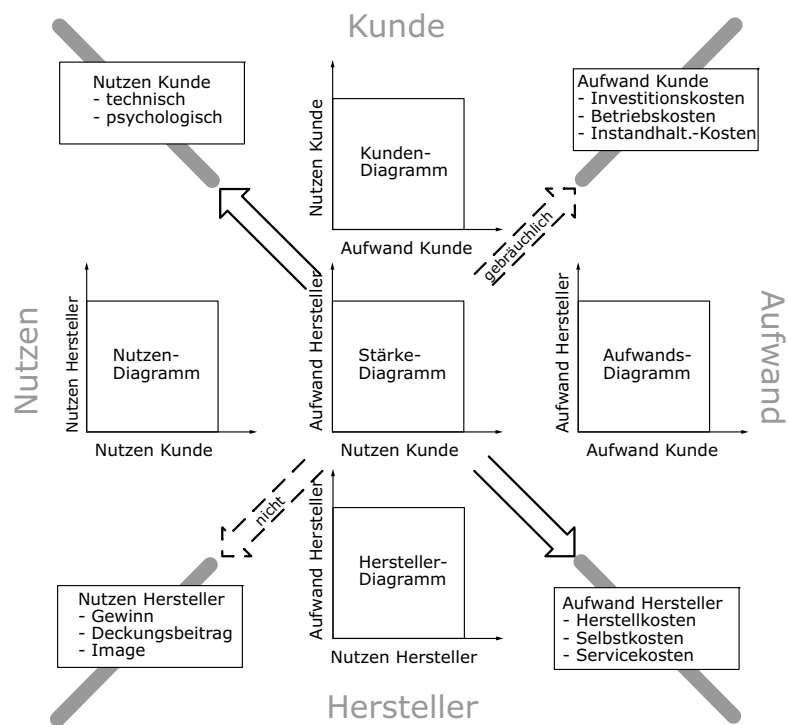 Kunde
Nutzen Kunde
- technisch
- psychologisch
Nutzen Kunde
Kunden-
Diagramm
Aufwand Kunde
Aufwand Kunde
- Investitionskosten
- Betriebskosten
- Instandhalt.-Kosten
gebräuchlich
Nutzen
Nutzen Hersteller
Nutzen-
Diagramm
Nutzen Kunde
Aufwand Hersteller
Stärke-
Diagramm
Nutzen Kunde
Aufwand Hersteller
Aufwands-
Diagramm
Aufwand Kunde
Aufwand
nicht
Nutzen Hersteller
- Gewinn
- Deckungsbeitrag
- Image
Aufwand Hersteller
Hersteller-
Diagramm
Nutzen Hersteller
Aufwand Hersteller
- Herstellkosten
- Selbstkosten
- Servicekosten
Hersteller